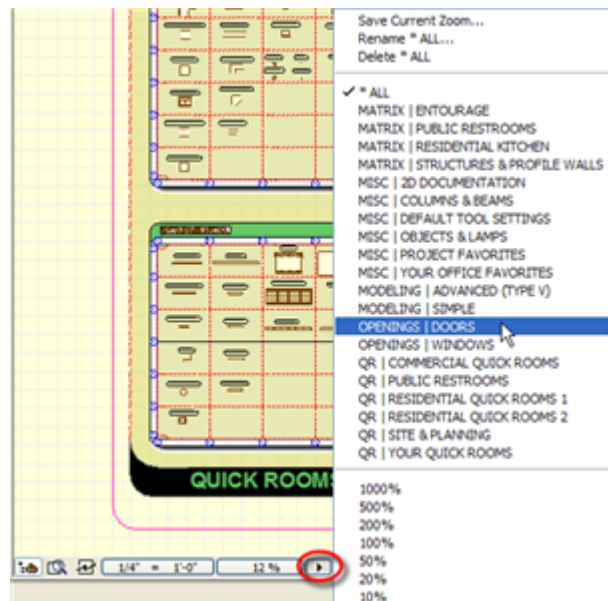 Save Current Zoom...
Rename * ALL...
Delete * ALL
* ALL
MATRIX | ENTOURAGE
MATRIX | PUBLIC RESTROOMS
MATRIX | RESIDENTIAL KITCHEN
MATRIX | STRUCTURES & PROFILE WALLS
MISC | 2D DOCUMENTATION
MISC | COLUMNS & BEAMS
MISC | DEFAULT TOOL SETTINGS
MISC | OBJECTS & LAMPS
MISC | PROJECT FAVORITES
MISC | YOUR OFFICE FAVORITES
MODELING | ADVANCED (TYPE V)
MODELING | SIMPLE
OPENINGS | DOORS
OPENINGS | WINDOWS
QR | COMMERCIAL QUICK ROOMS
QR | PUBLIC RESTROOMS
QR | RESIDENTIAL QUICK ROOMS 1
QR | RESIDENTIAL QUICK ROOMS 2
QR | SITE & PLANNING
QR | YOUR QUICK ROOMS
1000%
500%
200%
100%
50%
20%
10%
QUICK ROOM
1/4" = 1'-0"
12 %